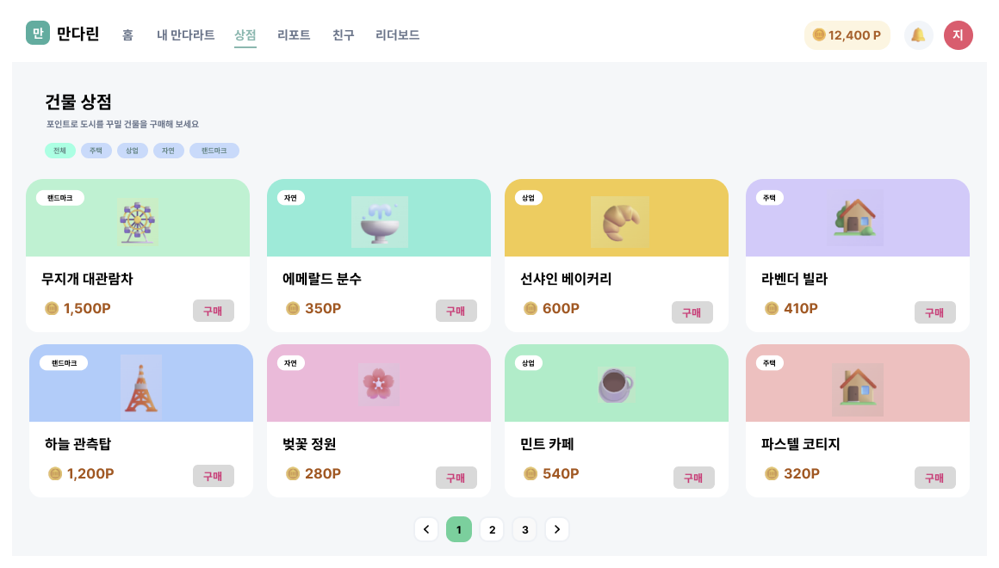 만 만다린 홈 내 만다라트 상점 리포트 친구 리더보드 12,400 P 지
건물 상점
포인트로 도시를 꾸밀 건물을 구매해 보세요
전체 주택 상업 자연 랜드마크
랜드마크 자연 상업 주택
무지개 대관람차 에메랄드 분수 선샤인 베이커리 라벤더 빌라
1,500P 구매 350P 구매 600P 구매 410P 구매
랜드마크 자연 상업 주택
하늘 관측탑 벚꽃 정원 민트 카페 파스텔 코티지
1,200P 구매 280P 구매 540P 구매 320P 구매
1 2 3